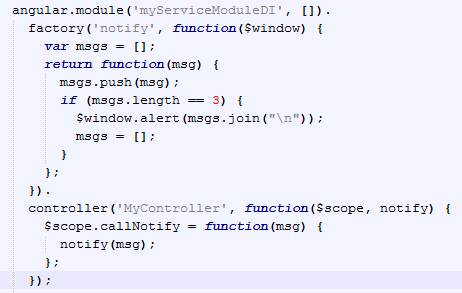 angular.module('myServiceModuleDI', []).
  factory('notify', function($window) {
    var msgs = [];
    return function(msg) {
      msgs.push(msg);
      if (msgs.length == 3) {
        $window.alert(msgs.join("\n"));
        msgs = [];
      }
    };
  }).
  controller('MyController', function($scope, notify) {
    $scope.callNotify = function(msg) {
      notify(msg);
    };
  });